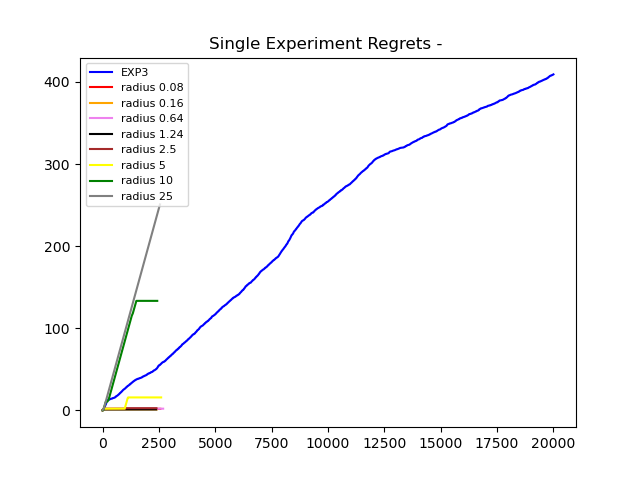 Single Experiment Regrets -
EXP3
radius 0.08
radius 0.16
radius 0.64
radius 1.24
radius 2.5
radius 5
radius 10
radius 25
400
300
200
100
0
0 2500 5000 7500 10000 12500 15000 17500 20000